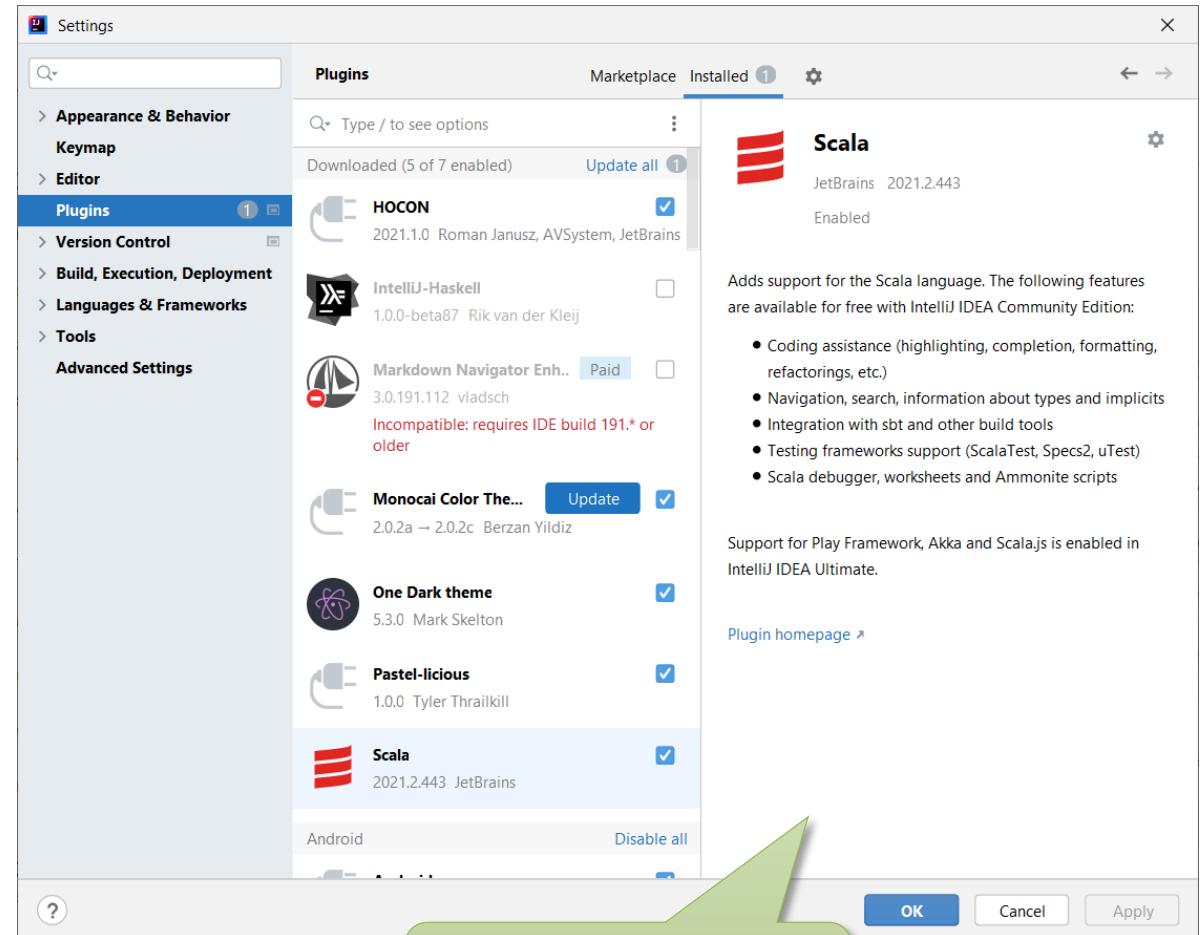 Settings
Plugins
Marketplace Installed 1
Appearance & Behavior
Keymap
Editor
Plugins 1
Version Control
Build, Execution, Deployment
Languages & Frameworks
Tools
Advanced Settings
Type / to see options
Downloaded (5 of 7 enabled) Update all 1
HOCON
2021.1.0 Roman Janusz, AVSystem, JetBrains
IntelliJ-Haskell
1.0.0-beta87 Rik van der Kleij
Markdown Navigator Enh.. Paid
3.0.191.112 vladsch
Incompatible: requires IDE build 191.* or
older
Monocai Color The... Update
2.0.2a → 2.0.2c Berzan Yildiz
One Dark theme
5.3.0 Mark Skelton
Pastel-licious
1.0.0 Tyler Thrailkill
Scala
2021.2.443 JetBrains
Android Disable all
Scala
JetBrains 2021.2.443
Enabled
Adds support for the Scala language. The following features
are available for free with IntelliJ IDEA Community Edition:
• Coding assistance (highlighting, completion, formatting,
refactorings, etc.)
• Navigation, search, information about types and implicits
• Integration with sbt and other build tools
• Testing frameworks support (ScalaTest, Specs2, uTest)
• Scala debugger, worksheets and Ammonite scripts
Support for Play Framework, Akka and Scala.js is enabled in
IntelliJ IDEA Ultimate.
Plugin homepage ↗
?
OK Cancel Apply